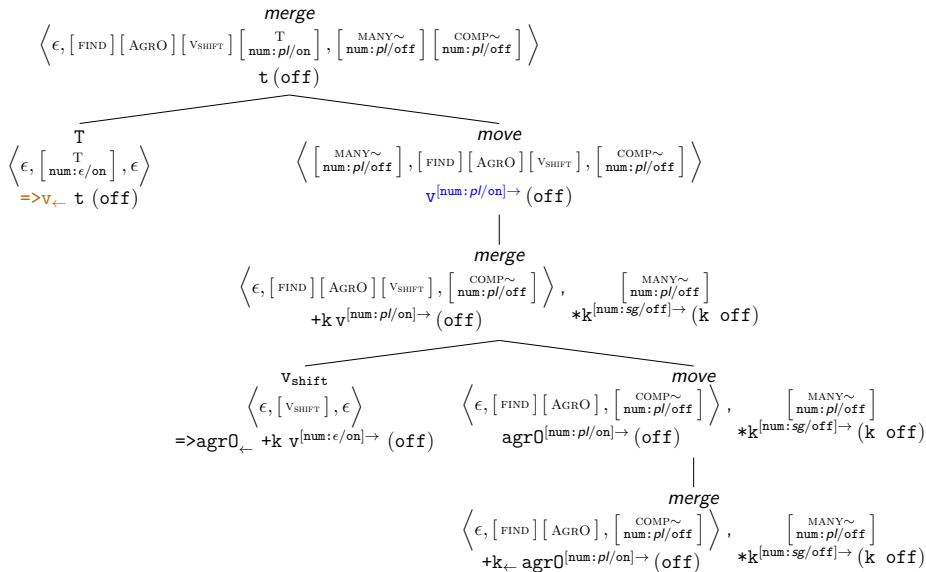 merge
⟨ϵ, [FIND] [AGRO] [VSHIFT] [T num:pl/on], [MANY∼ num:pl/off] [COMP∼ num:pl/off]⟩
t (off)
T
⟨ϵ, [T num:ϵ/on], ϵ⟩
=>v← t (off)
move
⟨[MANY∼ num:pl/off], [FIND] [AGRO] [VSHIFT], [COMP∼ num:pl/off]⟩
v[num:pl/on]→ (off)
merge
⟨ϵ, [FIND] [AGRO] [VSHIFT], [COMP∼ num:pl/off]⟩, [MANY∼ num:pl/off]
+k v[num:pl/on]→ (off) *k[num:sg/off]→ (k off)
vshift
⟨ϵ, [VSHIFT], ϵ⟩
=>agrO← +k v[num:ϵ/on]→ (off)
move
⟨ϵ, [FIND] [AGRO], [COMP∼ num:pl/off]⟩, [MANY∼ num:pl/off]
agrO[num:pl/on]→ (off) *k[num:sg/off]→ (k off)
merge
⟨ϵ, [FIND] [AGRO], [COMP∼ num:pl/off]⟩, [MANY∼ num:pl/off]
+k← agrO[num:pl/on]→ (off) *k[num:sg/off]→ (k off)